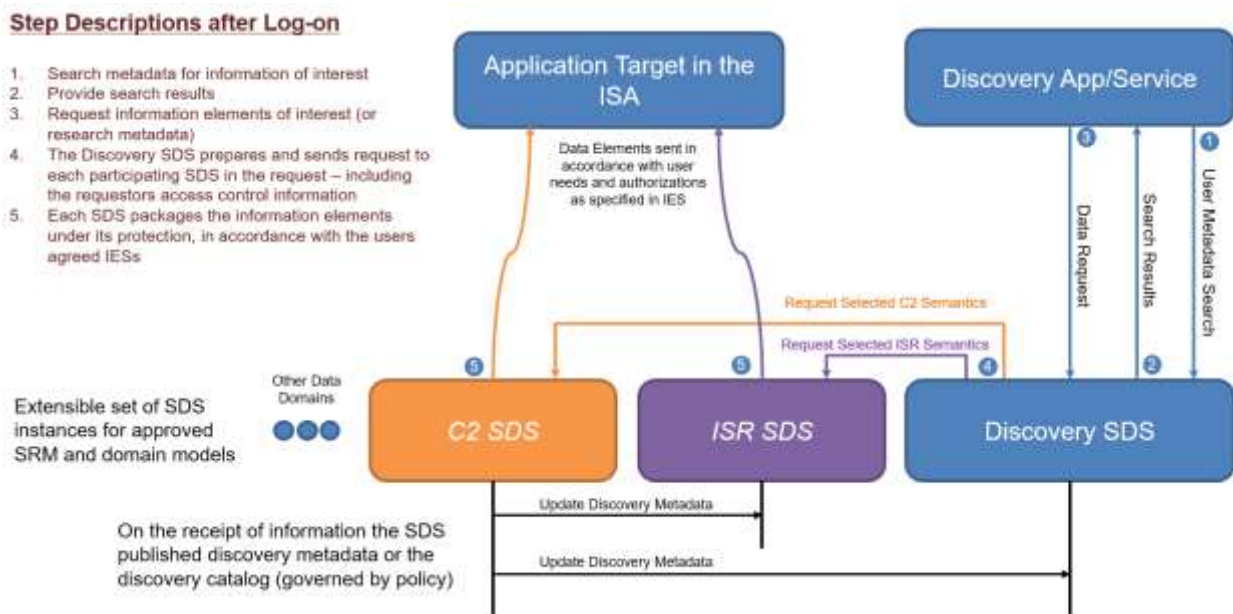 Step Descriptions after Log-on
1. Search metadata for information of interest
2. Provide search results
3. Request information elements of interest (or
research metadata)
4. The Discovery SDS prepares and sends request to
each participating SDS in the request – including
the requestors access control information
5. Each SDS packages the information elements
under its protection, in accordance with the users
agreed IESs
Application Target in the
ISA
Discovery App/Service
Data Elements sent in
accordance with user
needs and authorizations
as specified in IES
3
1
Data Request
Search Results
User Metadata Search
Request Selected C2 Semantics
Request Selected ISR Semantics
5
5
4
2
Other Data
Domains
Extensible set of SDS
instances for approved
SRM and domain models
C2 SDS
ISR SDS
Discovery SDS
Update Discovery Metadata
On the receipt of information the SDS
published discovery metadata or the
discovery catalog (governed by policy)
Update Discovery Metadata